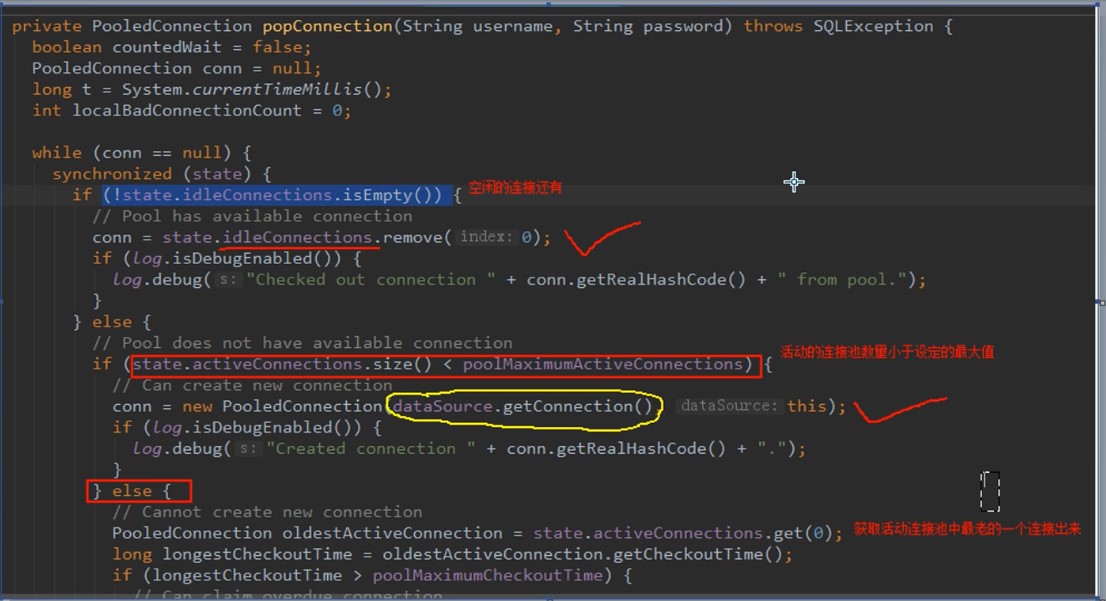 private PooledConnection popConnection(String username, String password) throws SQLException {
boolean countedWait = false;
PooledConnection conn = null;
long t = System.currentTimeMillis();
int localBadConnectionCount = 0;
while (conn == null) {
synchronized (state) {
if (!state.idleConnections.isEmpty()) { 空闲的连接还有
// Pool has available connection
conn = state.idleConnections.remove( index: 0);
if (log.isDebugEnabled()) {
log.debug( s: "Checked out connection " + conn.getRealHashCode() + " from pool.");
}
} else {
// Pool does not have available connection
if (state.activeConnections.size() < poolMaximumActiveConnections) { 活动的连接池数量小于设定的最大值
// Can create new connection
conn = new PooledConnection(dataSource.getConnection(), dataSource: this);
if (log.isDebugEnabled()) {
log.debug( s: "Created connection " + conn.getRealHashCode() + ".");
}
} else {
// Cannot create new connection
PooledConnection oldestActiveConnection = state.activeConnections.get(0); 获取活动连接池中最老的一个连接出来
long longestCheckoutTime = oldestActiveConnection.getCheckoutTime();
if (longestCheckoutTime > poolMaximumCheckoutTime) {
// Can claim overdue connection